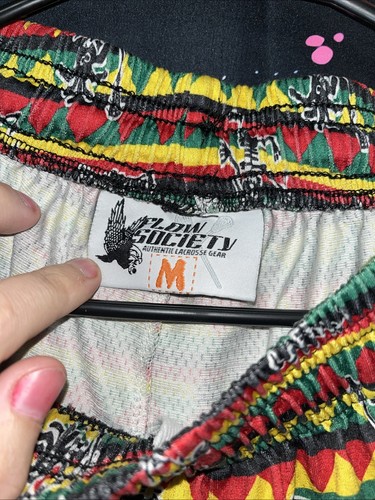 FLOW
SOCIETY
AUTHENTIC LACROSSE GEAR
M